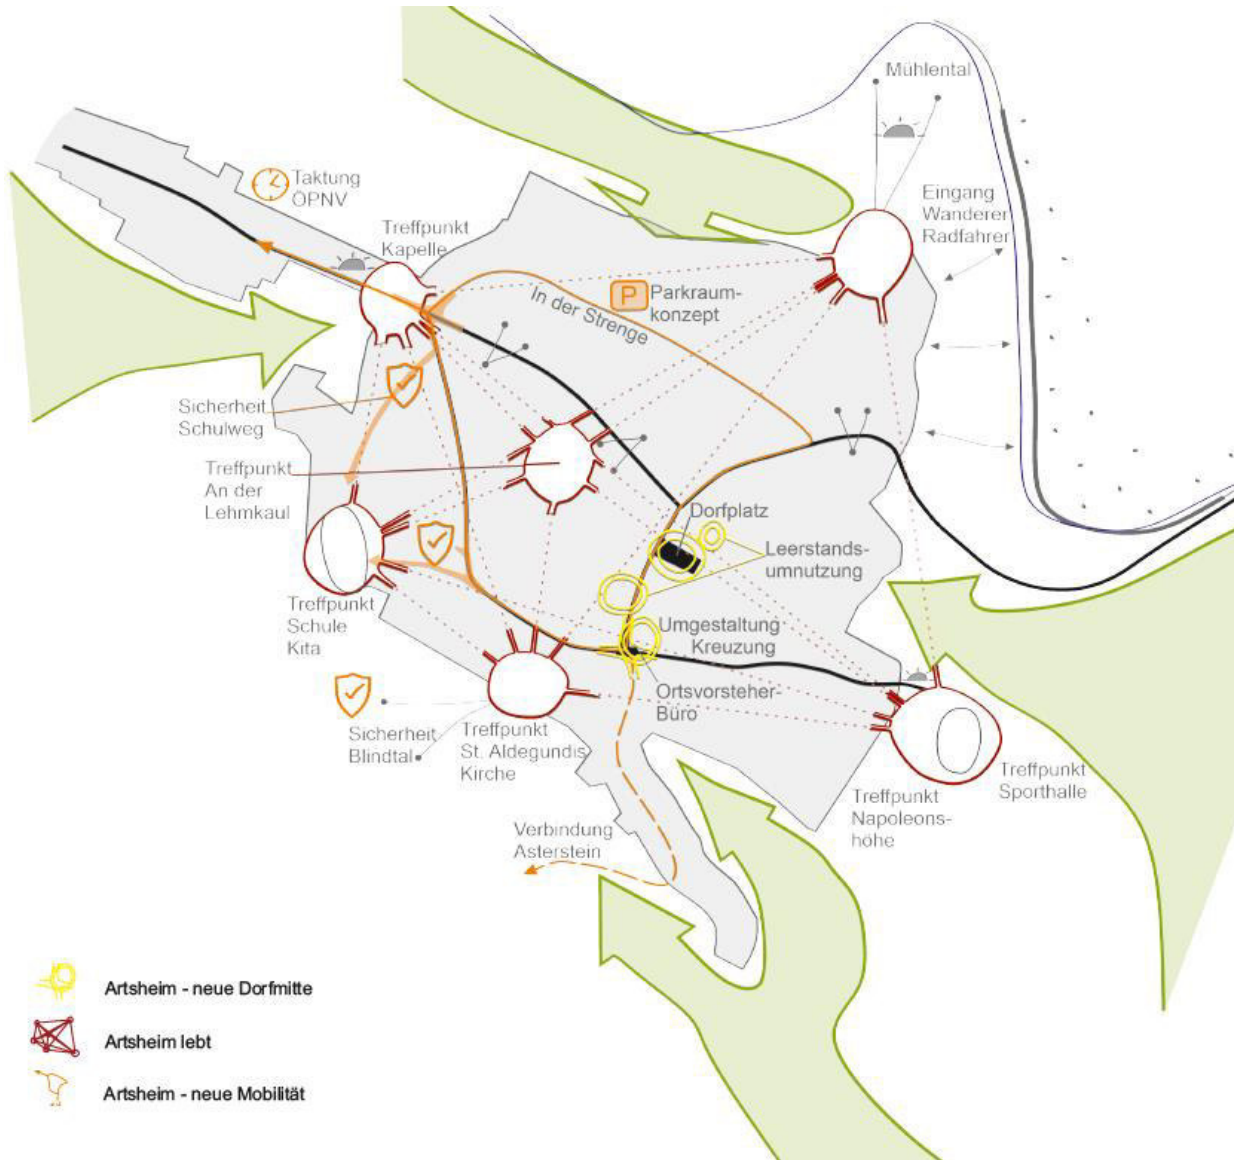 Mühlental
Taktung
ÖPNV
Eingang
Wanderer
Radfahrer
Treffpunkt
Kapelle
P
Parkraum-
konzept
In der Strenge
Sicherheit
Schulweg
Treffpunkt
An der
Lehmkaul
Dorfplatz
Leerstands-
umnutzung
Treffpunkt
Schule
Kita
Umgestaltung
Kreuzung
Ortsvorsteher-
Büro
Sicherheit
Blindtal
Treffpunkt
St. Aldegundis
Kirche
Treffpunkt
Sporthalle
Treffpunkt
Napoleons-
höhe
Verbindung
Asterstein
Artsheim - neue Dorfmitte
Artsheim lebt
Artsheim - neue Mobilität